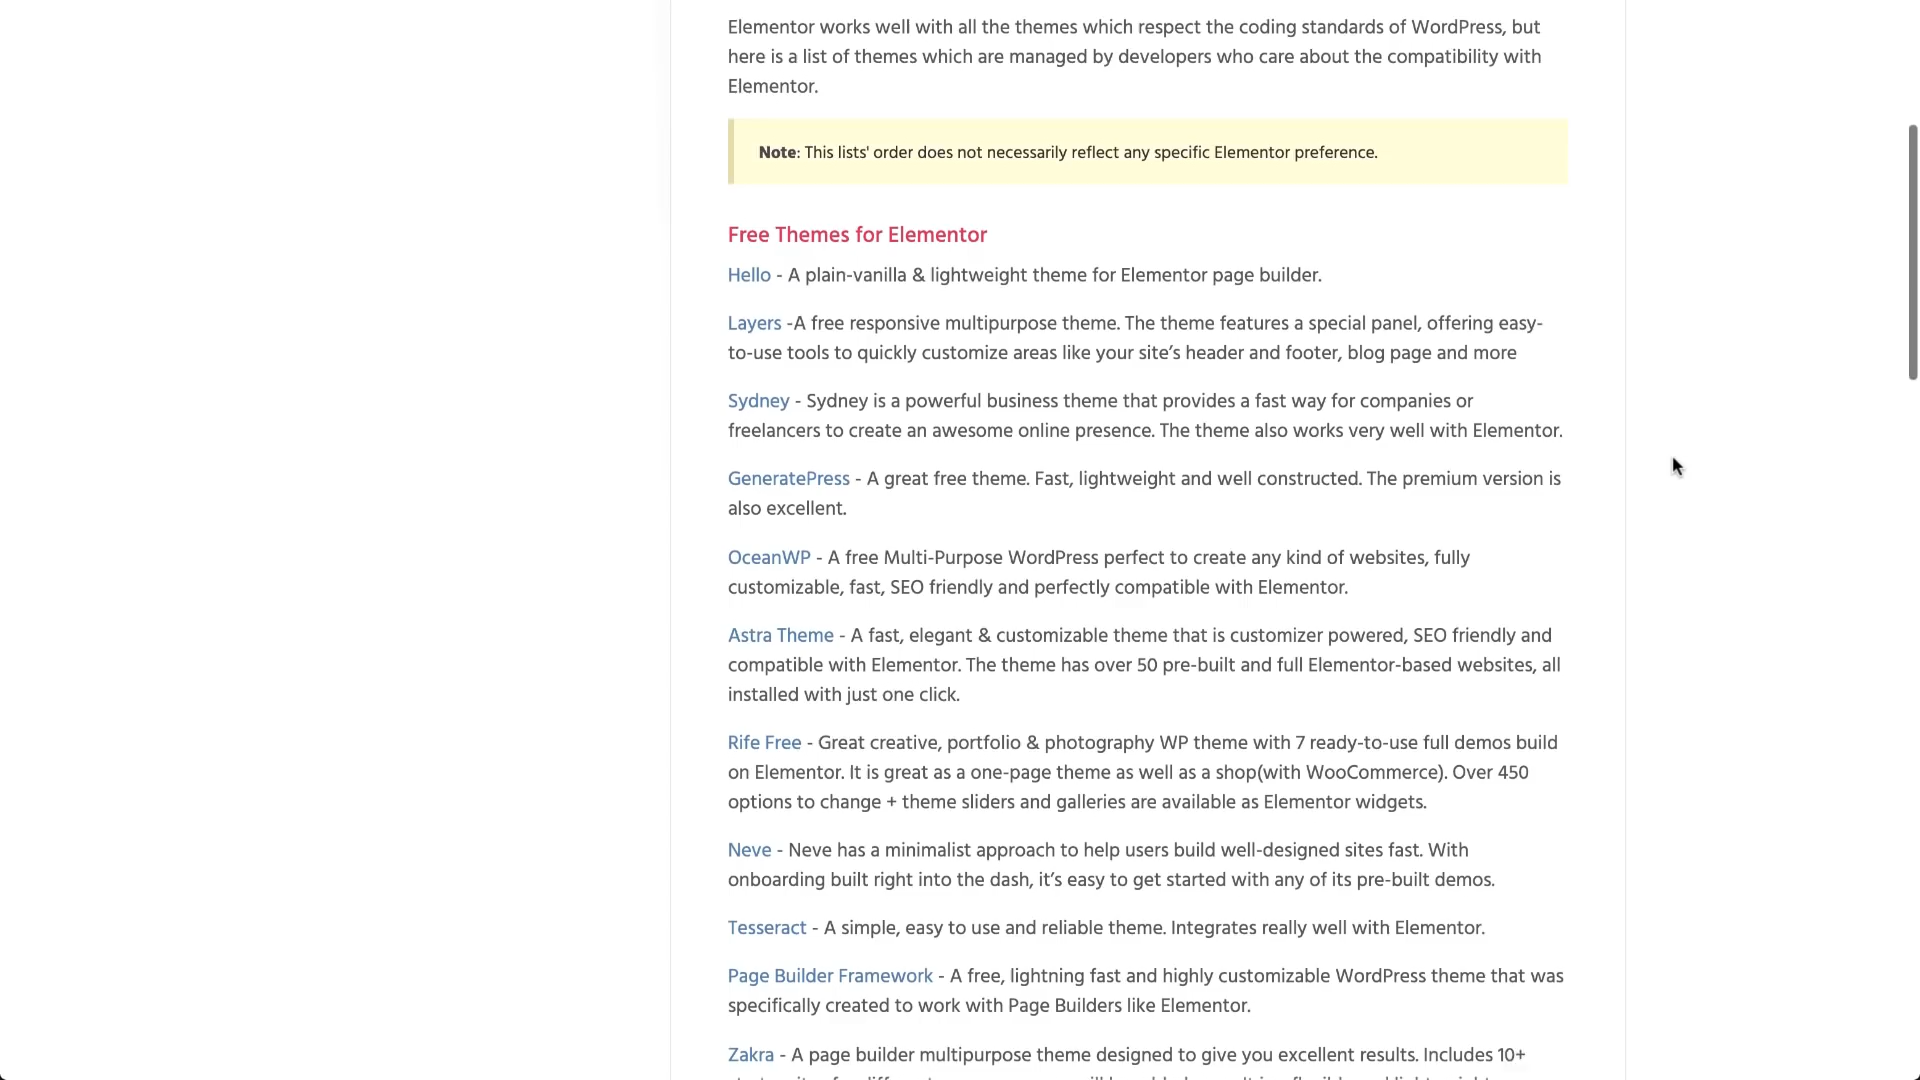 Elementor works well with all the themes which respect the coding standards of WordPress, but
here is a list of themes which are managed by developers who care about the compatibility with
Elementor.
Note: This lists' order does not necessarily reflect any specific Elementor preference.
Free Themes for Elementor
Hello - A plain-vanilla & lightweight theme for Elementor page builder.
Layers -A free responsive multipurpose theme. The theme features a special panel, offering easy-
to-use tools to quickly customize areas like your site’s header and footer, blog page and more
Sydney - Sydney is a powerful business theme that provides a fast way for companies or
freelancers to create an awesome online presence. The theme also works very well with Elementor.
GeneratePress - A great free theme. Fast, lightweight and well constructed. The premium version is
also excellent.
OceanWP - A free Multi-Purpose WordPress perfect to create any kind of websites, fully
customizable, fast, SEO friendly and perfectly compatible with Elementor.
Astra Theme - A fast, elegant & customizable theme that is customizer powered, SEO friendly and
compatible with Elementor. The theme has over 50 pre-built and full Elementor-based websites, all
installed with just one click.
Rife Free - Great creative, portfolio & photography WP theme with 7 ready-to-use full demos build
on Elementor. It is great as a one-page theme as well as a shop(with WooCommerce). Over 450
options to change + theme sliders and galleries are available as Elementor widgets.
Neve - Neve has a minimalist approach to help users build well-designed sites fast. With
onboarding built right into the dash, it’s easy to get started with any of its pre-built demos.
Tesseract - A simple, easy to use and reliable theme. Integrates really well with Elementor.
Page Builder Framework - A free, lightning fast and highly customizable WordPress theme that was
specifically created to work with Page Builders like Elementor.
Zakra - A page builder multipurpose theme designed to give you excellent results. Includes 10+